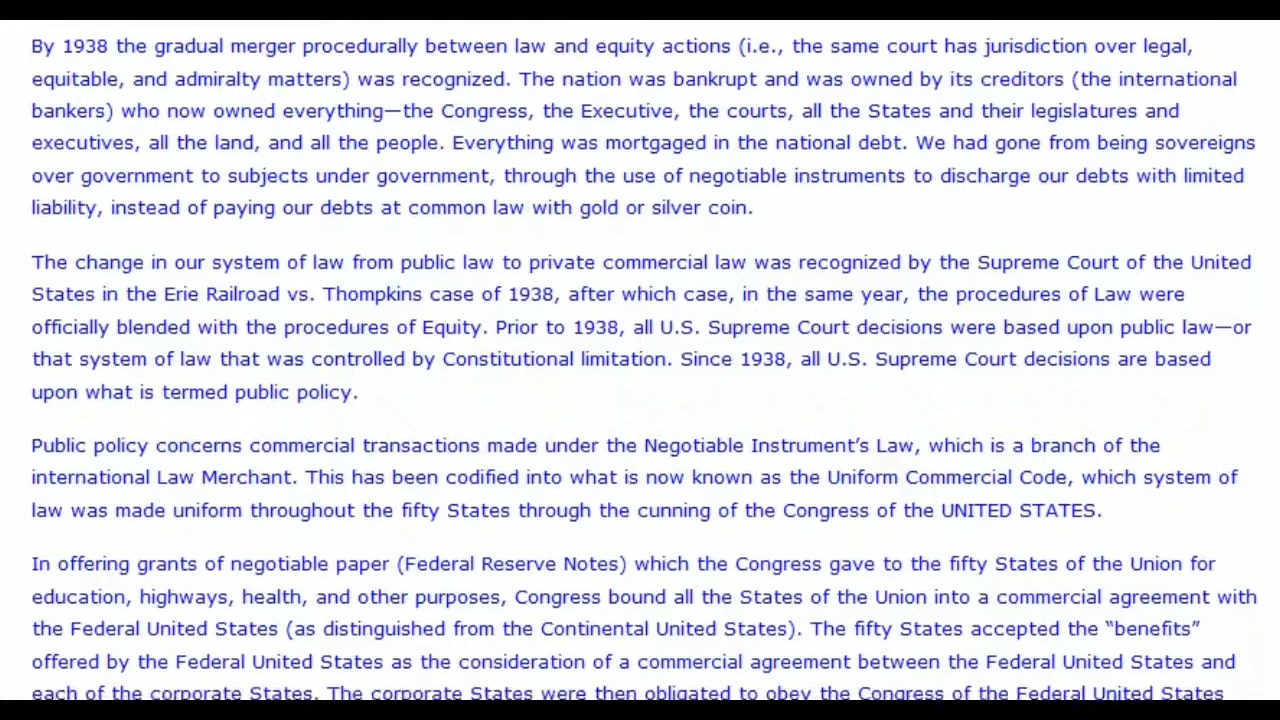 By 1938 the gradual merger procedurally between law and equity actions (i.e., the same court has jurisdiction over legal,
equitable, and admiralty matters) was recognized. The nation was bankrupt and was owned by its creditors (the international
bankers) who now owned everything—the Congress, the Executive, the courts, all the States and their legislatures and
executives, all the land, and all the people. Everything was mortgaged in the national debt. We had gone from being sovereigns
over government to subjects under government, through the use of negotiable instruments to discharge our debts with limited
liability, instead of paying our debts at common law with gold or silver coin.
The change in our system of law from public law to private commercial law was recognized by the Supreme Court of the United
States in the Erie Railroad vs. Thompkins case of 1938, after which case, in the same year, the procedures of Law were
officially blended with the procedures of Equity. Prior to 1938, all U.S. Supreme Court decisions were based upon public law—or
that system of law that was controlled by Constitutional limitation. Since 1938, all U.S. Supreme Court decisions are based
upon what is termed public policy.
Public policy concerns commercial transactions made under the Negotiable Instrument’s Law, which is a branch of the
international Law Merchant. This has been codified into what is now known as the Uniform Commercial Code, which system of
law was made uniform throughout the fifty States through the cunning of the Congress of the UNITED STATES.
In offering grants of negotiable paper (Federal Reserve Notes) which the Congress gave to the fifty States of the Union for
education, highways, health, and other purposes, Congress bound all the States of the Union into a commercial agreement with
the Federal United States (as distinguished from the Continental United States). The fifty States accepted the “benefits”
offered by the Federal United States as the consideration of a commercial agreement between the Federal United States and
each of the corporate States. The corporate States were then obligated to obey the Congress of the Federal United States